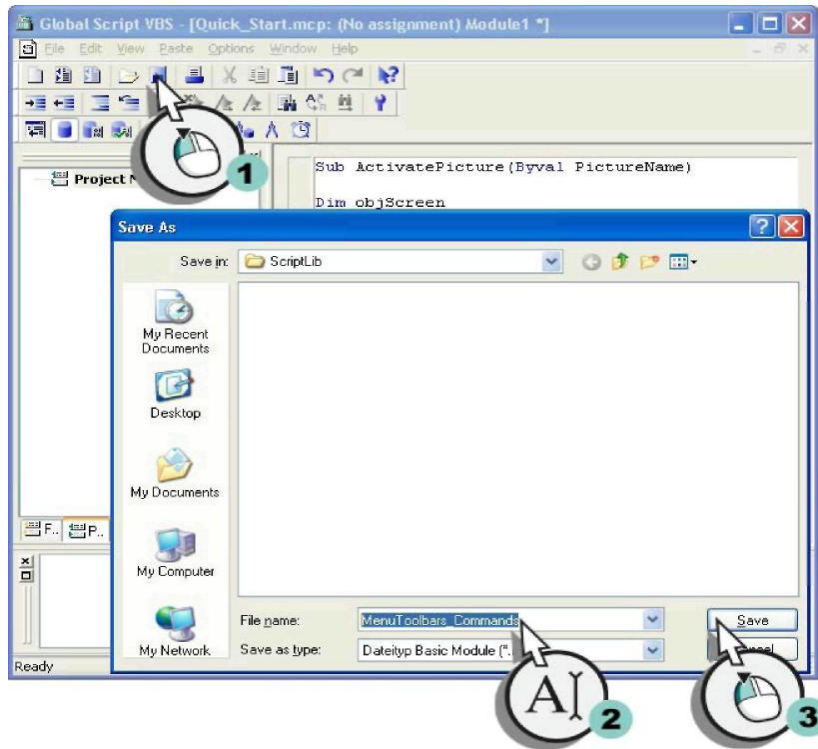 Global Script VBS - [Quick_Start.mcp: (No assignment) Module1 *]
File Edit View Paste Options Window Help
1
Project
Sub ActivatePicture(Byval PictureName)
Dim objScreen
Save As
Save in: ScriptLib
My Recent Documents
Desktop
My Documents
My Computer
My Network
F.. P..
File name: MenuToolbars_Commands
Save
Save as type: Dateityp Basic Module (*.
Ready
A
2
3